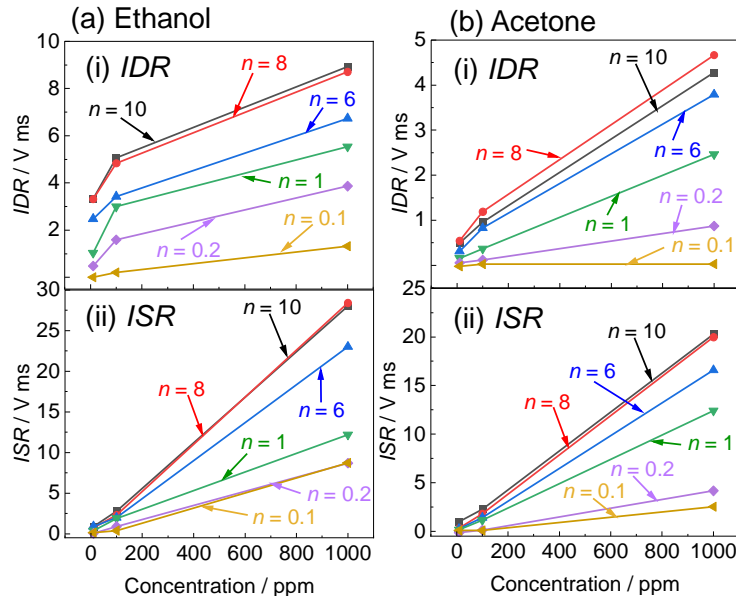 (a) Ethanol
(i) IDR
IDR / V ms
10
8
6
4
2
n = 10
n = 8
n = 6
n = 1
n = 0.2
n = 0.1
(ii) ISR
ISR / V ms
30
25
20
15
10
5
0
n = 10
n = 8
n = 6
n = 1
n = 0.2
n = 0.1
0 200 400 600 800 1000
Concentration / ppm
(b) Acetone
(i) IDR
IDR / V ms
5
4
3
2
1
n = 10
n = 8
n = 6
n = 1
n = 0.2
n = 0.1
(ii) ISR
ISR / V ms
25
20
15
10
5
0
n = 10
n = 6
n = 8
n = 1
n = 0.2
n = 0.1
0 200 400 600 800 1000
Concentration / ppm